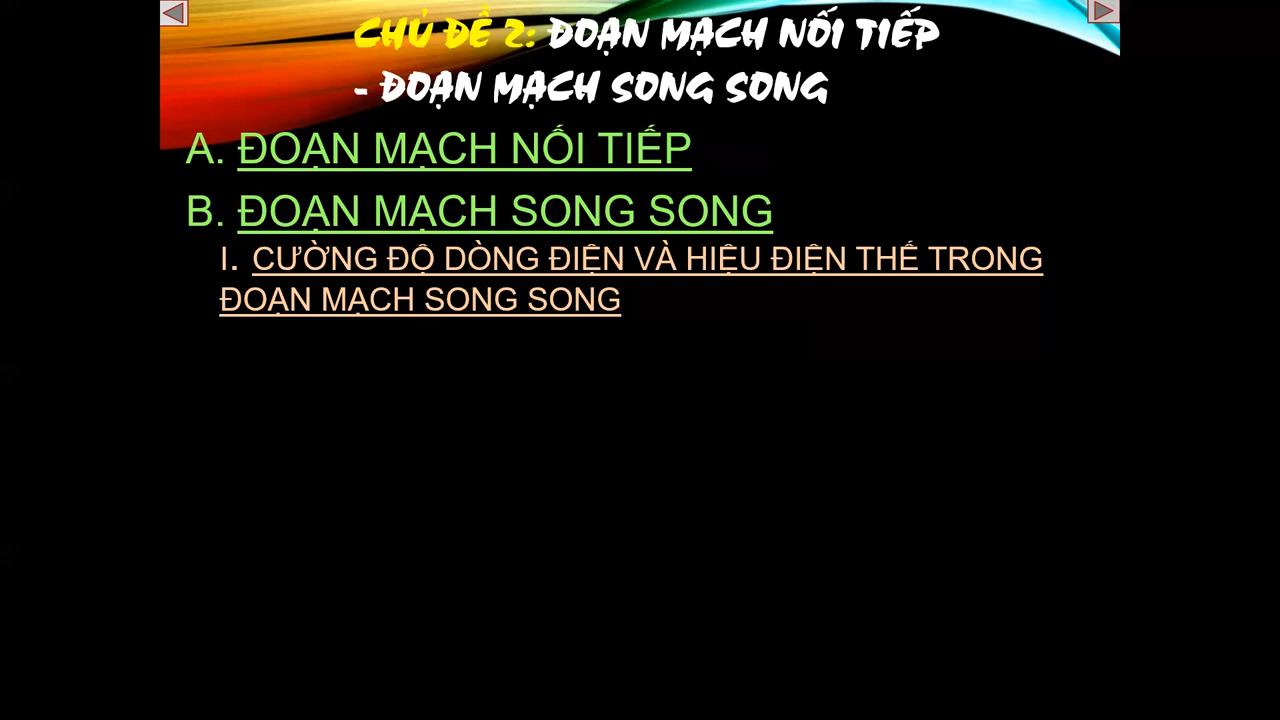 CHỦ ĐỀ 2: ĐOẠN MẠCH NỐI TIẾP
- ĐOẠN MẠCH SONG SONG
A. ĐOẠN MẠCH NỐI TIẾP
B. ĐOẠN MẠCH SONG SONG
I. CƯỜNG ĐỘ DÒNG ĐIỆN VÀ HIỆU ĐIỆN THẾ TRONG
ĐOẠN MẠCH SONG SONG